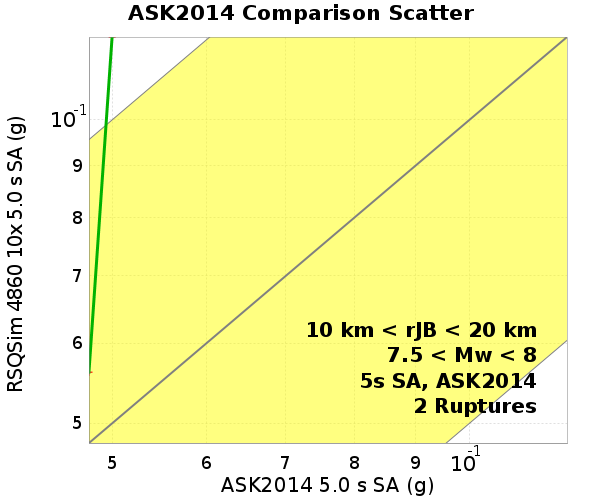 ASK2014 Comparison Scatter
RSQSim 4860 10x 5.0 s SA (g)
10-1
9
8
7
6
5
10 km < rJB < 20 km
7.5 < Mw < 8
5s SA, ASK2014
2 Ruptures
5 6 7 8 9 10-1
ASK2014 5.0 s SA (g)